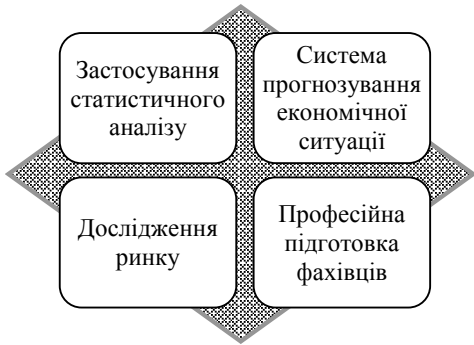 Застосування
статистичного
аналізу
Система
прогнозування
економічної
ситуації
Дослідження
ринку
Професійна
підготовка
фахівців